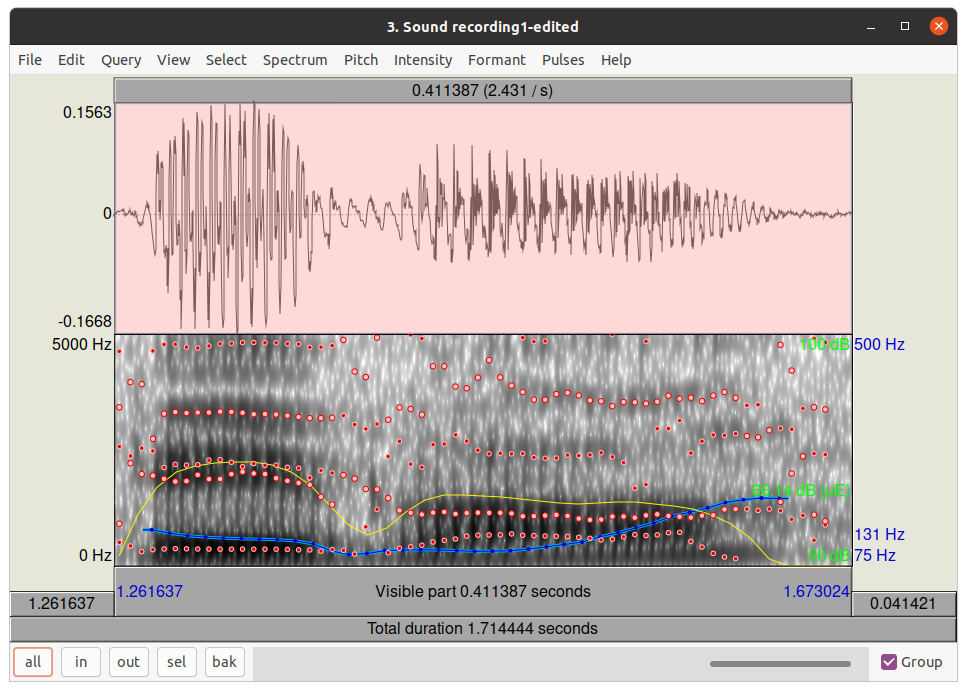 3. Sound recording1-edited
File Edit Query View Select Spectrum Pitch Intensity Formant Pulses Help
0.411387 (2.431 / s)
0.1563
0
-0.1668
5000 Hz
100 dB
500 Hz
66.14 dB (µE)
131 Hz
0 Hz
50 dB
75 Hz
1.261637
Visible part 0.411387 seconds
1.673024
1.261637
0.041421
Total duration 1.714444 seconds
all in out sel bak
Group